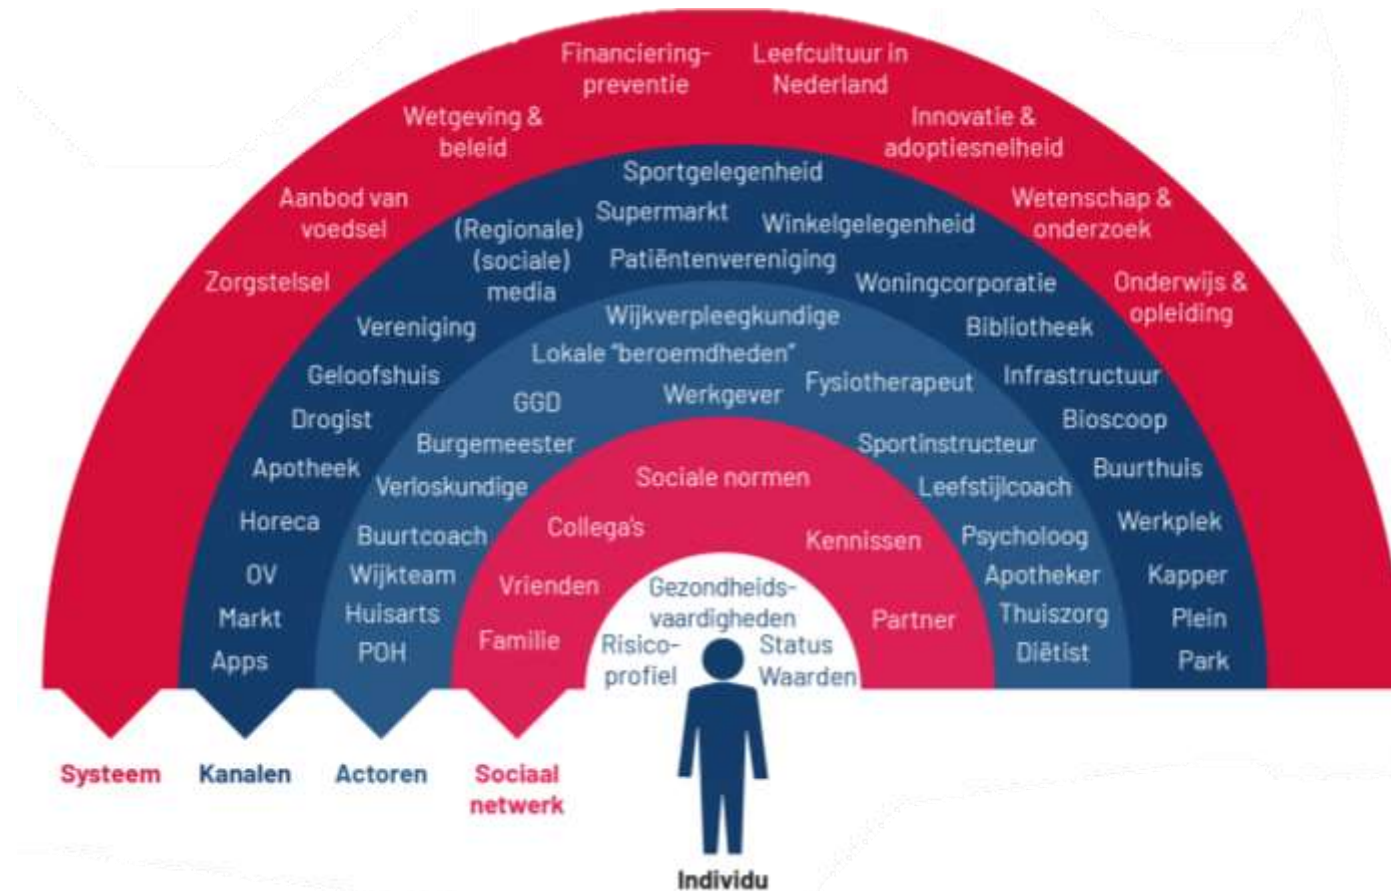 Financiering-
preventie
Leefcultuur in
Nederland
Wetgeving &
beleid
Innovatie &
adoptiesnelheid
Aanbod van
voedsel
Wetenschap &
onderzoek
Zorgstelsel
Onderwijs &
opleiding
Sportgelegenheid
Supermarkt
Winkelgelegenheid
(Regionale)
(sociale)
media
Patiëntenvereniging
Woningcorporatie
Vereniging
Bibliotheek
Geloofshuis
Infrastructuur
Drogist
Bioscoop
Apotheek
Buurthuis
Horeca
Werkplek
OV
Kapper
Markt
Plein
Apps
Park
Wijkverpleegkundige
Lokale "beroemdheden"
Werkgever
Fysiotherapeut
GGD
Burgemeester
Sportinstructeur
Verloskundige
Leefstijlcoach
Buurtcoach
Psycholoog
Wijkteam
Apotheker
Huisarts
Thuiszorg
POH
Diëtist
Sociale normen
Collega's
Kennissen
Vrienden
Partner
Familie
Gezondheids-
vaardigheden
Risico-
profiel
Status
Waarden
Systeem
Kanalen
Actoren
Sociaal
netwerk
Individu